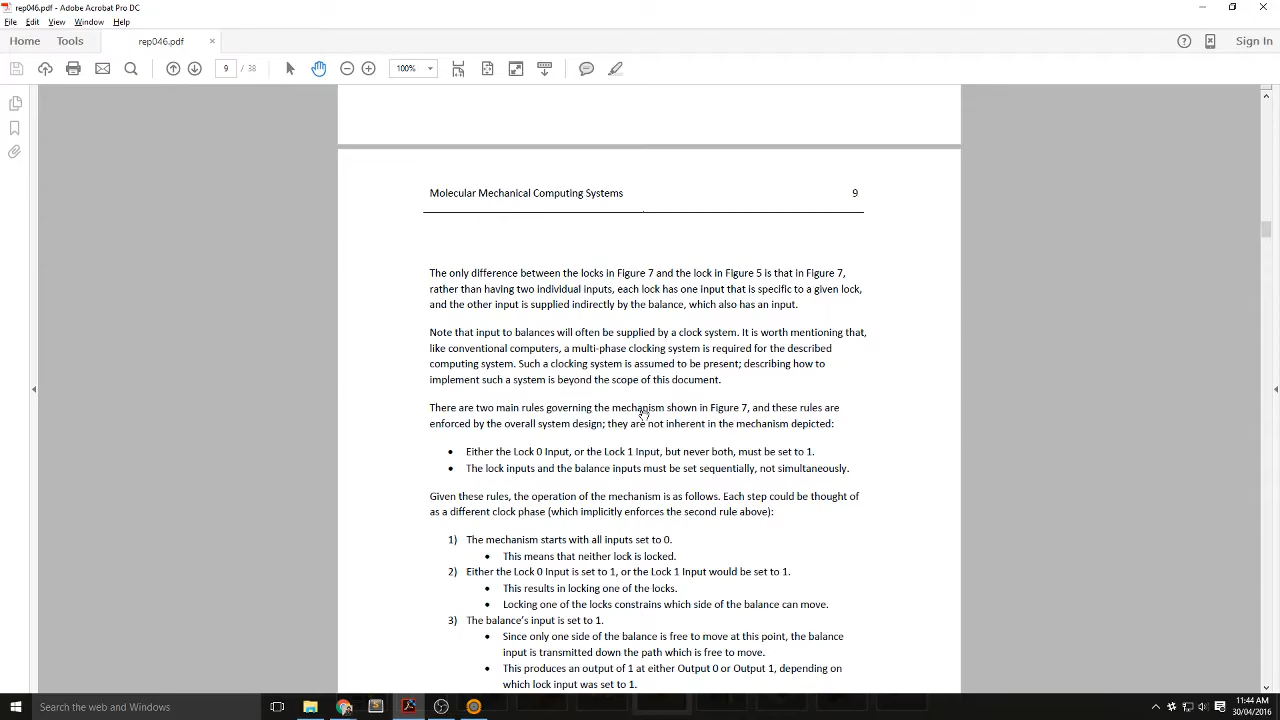 rep046.pdf - Adobe Acrobat Pro DC
File Edit View Window Help
Home Tools rep046.pdf × Sign In
9 / 38 100%
Molecular Mechanical Computing Systems 9
The only difference between the locks in Figure 7 and the lock in Figure 5 is that in Figure 7,
rather than having two individual inputs, each lock has one input that is specific to a given lock,
and the other input is supplied indirectly by the balance, which also has an input.
Note that input to balances will often be supplied by a clock system. It is worth mentioning that,
like conventional computers, a multi-phase clocking system is required for the described
computing system. Such a clocking system is assumed to be present; describing how to
implement such a system is beyond the scope of this document.
There are two main rules governing the mechanism shown in Figure 7, and these rules are
enforced by the overall system design; they are not inherent in the mechanism depicted:
• Either the Lock 0 Input, or the Lock 1 Input, but never both, must be set to 1.
• The lock inputs and the balance inputs must be set sequentially, not simultaneously.
Given these rules, the operation of the mechanism is as follows. Each step could be thought of
as a different clock phase (which implicitly enforces the second rule above):
1) The mechanism starts with all inputs set to 0.
• This means that neither lock is locked.
2) Either the Lock 0 Input is set to 1, or the Lock 1 Input would be set to 1.
• This results in locking one of the locks.
• Locking one of the locks constrains which side of the balance can move.
3) The balance's input is set to 1.
• Since only one side of the balance is free to move at this point, the balance
input is transmitted down the path which is free to move.
• This produces an output of 1 at either Output 0 or Output 1, depending on
which lock input was set to 1.
Search the web and Windows
11:44 AM
30/04/2016